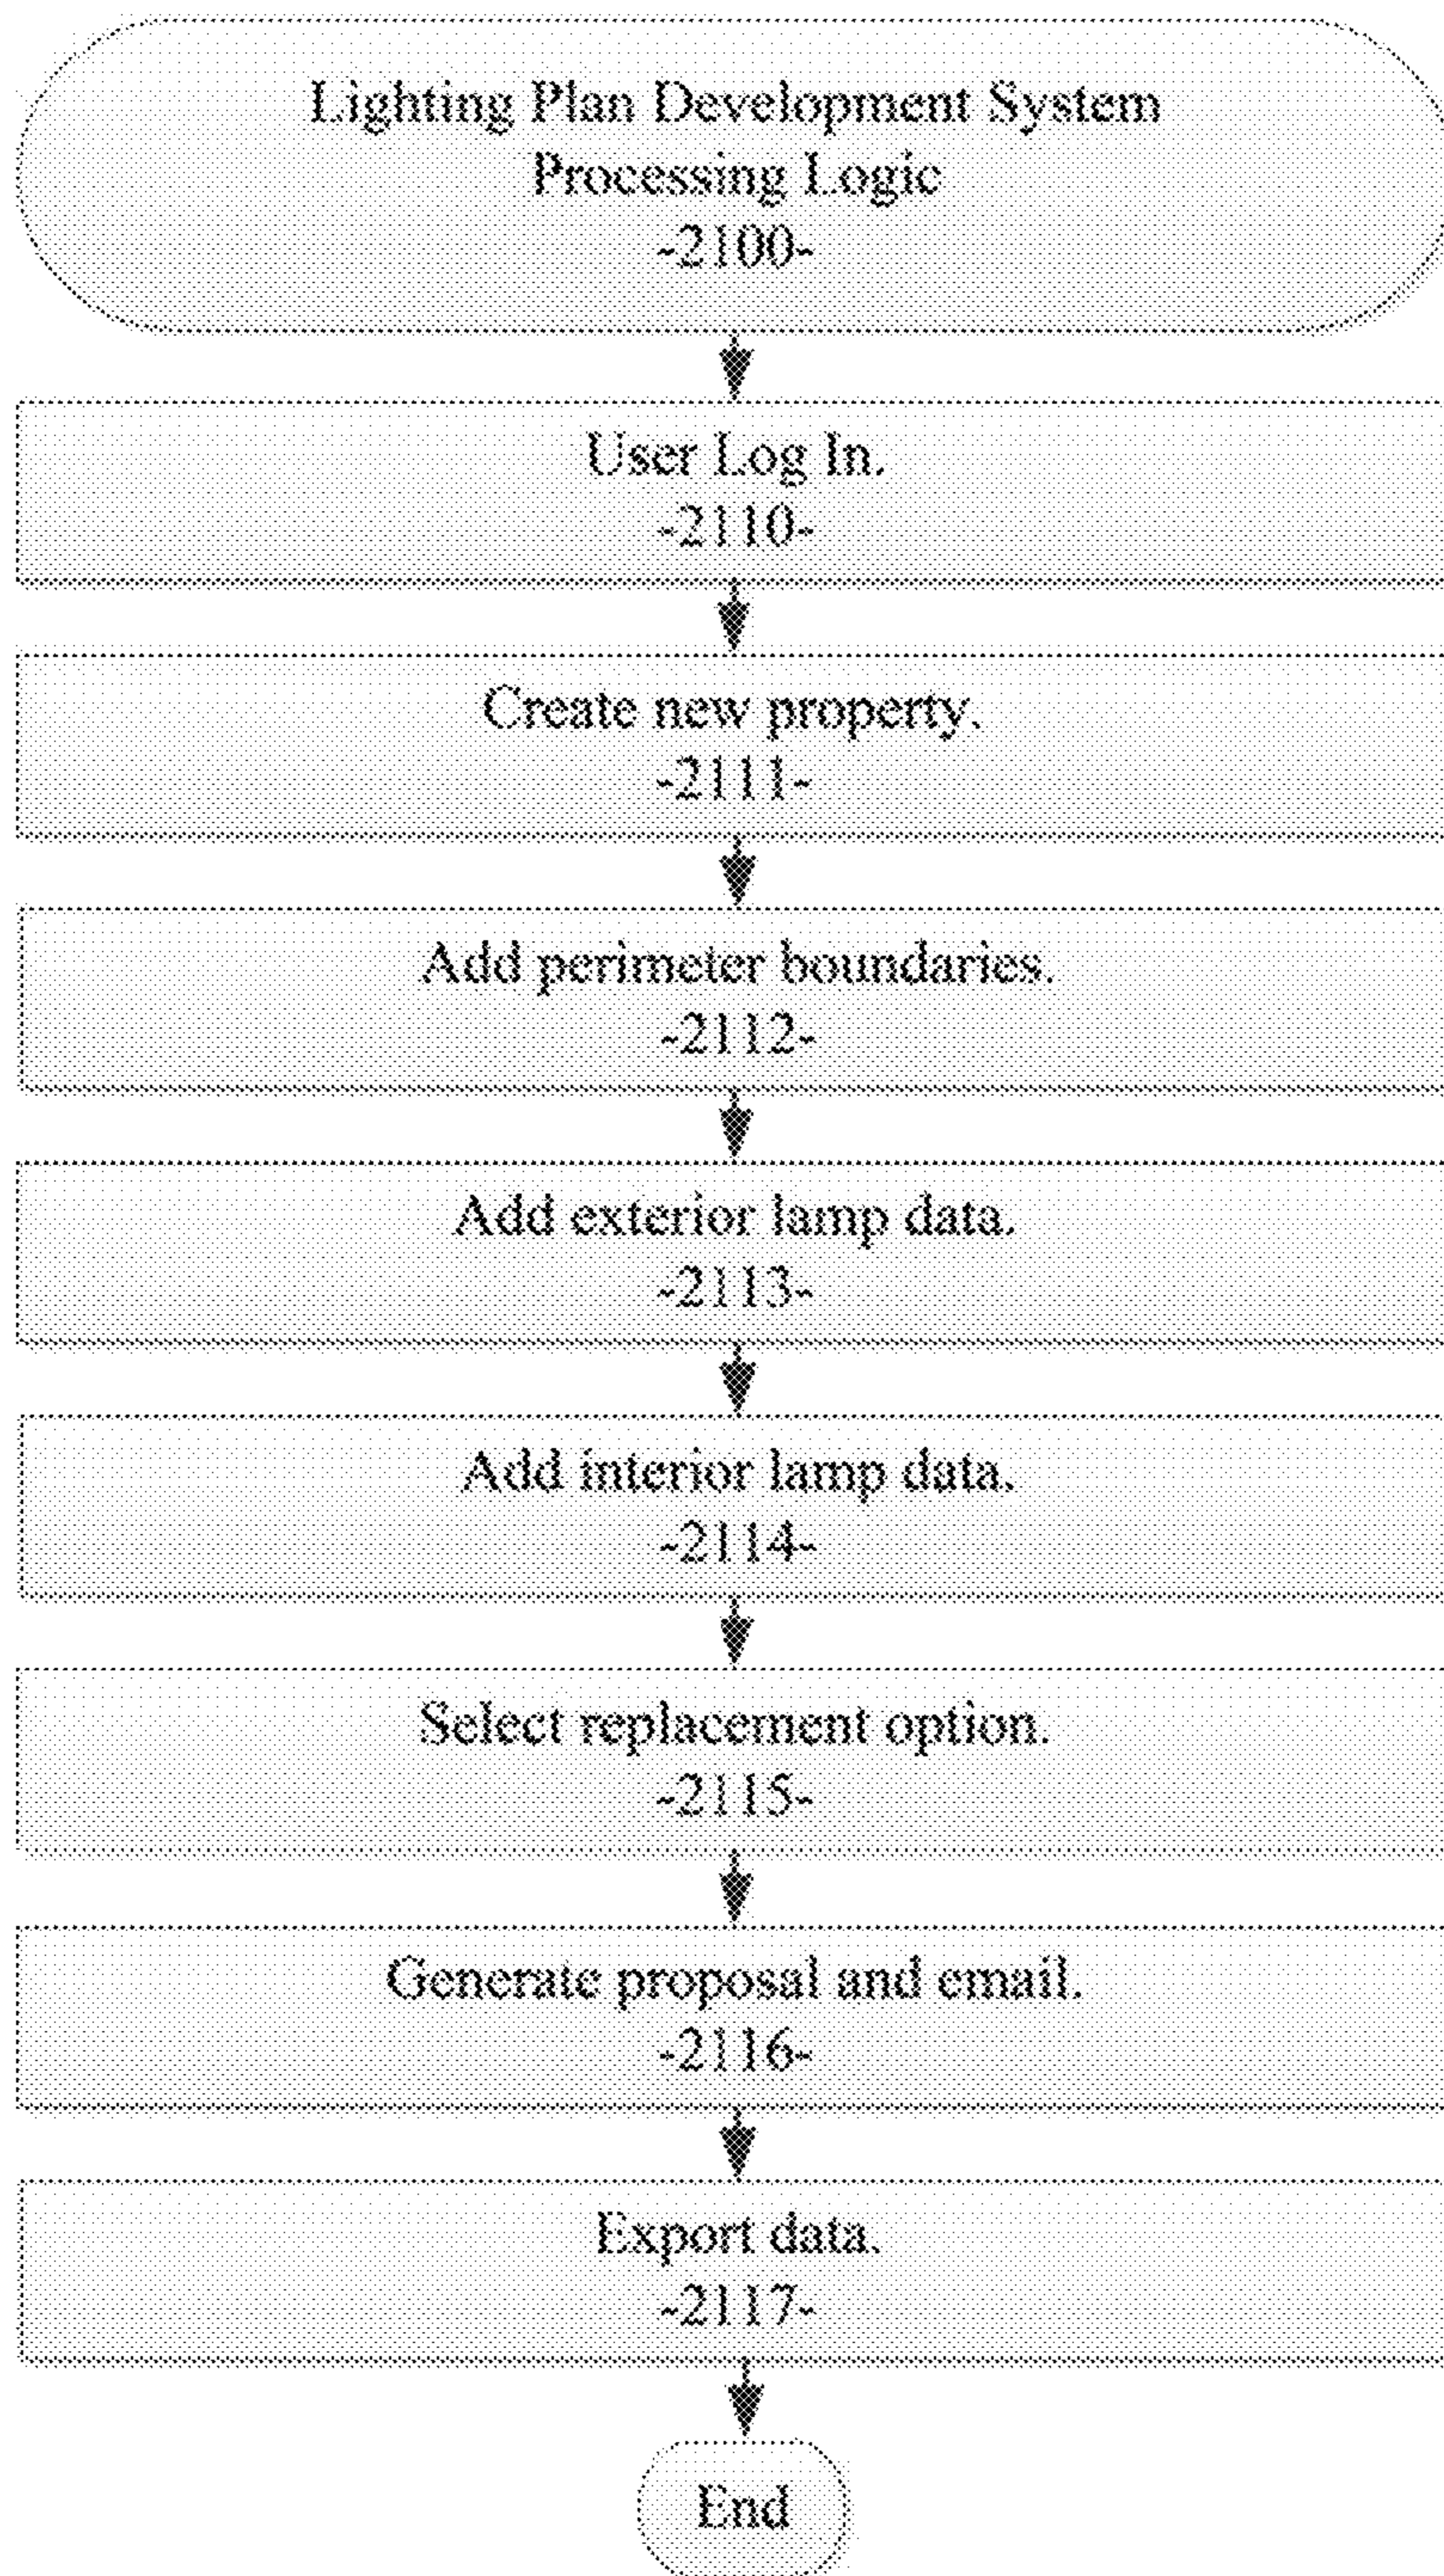 Lighting Plan Development System
Processing Logic
-2100-
User Log In.
-2110-
Create new property.
-2111-
Add perimeter boundaries.
-2112-
Add exterior lamp data.
-2113-
Add interior lamp data.
-2114-
Select replacement option.
-2115-
Generate proposal and email.
-2116-
Export data.
-2117-
End